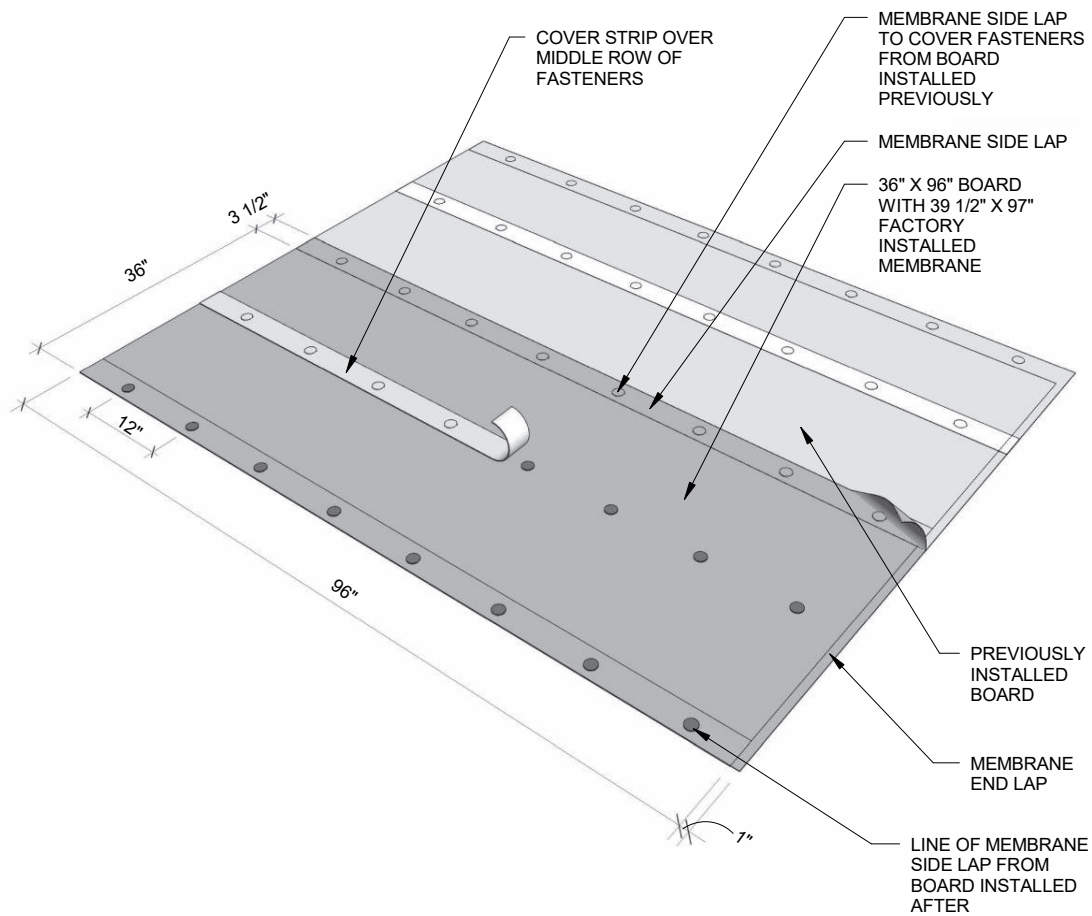 COVER STRIP OVER
MIDDLE ROW OF
FASTENERS
MEMBRANE SIDE LAP
TO COVER FASTENERS
FROM BOARD
INSTALLED
PREVIOUSLY
MEMBRANE SIDE LAP
36" X 96" BOARD
WITH 39 1/2" X 97"
FACTORY
INSTALLED
MEMBRANE
3 1/2"
36"
12"
96"
1"
PREVIOUSLY
INSTALLED
BOARD
MEMBRANE
END LAP
LINE OF MEMBRANE
SIDE LAP FROM
BOARD INSTALLED
AFTER